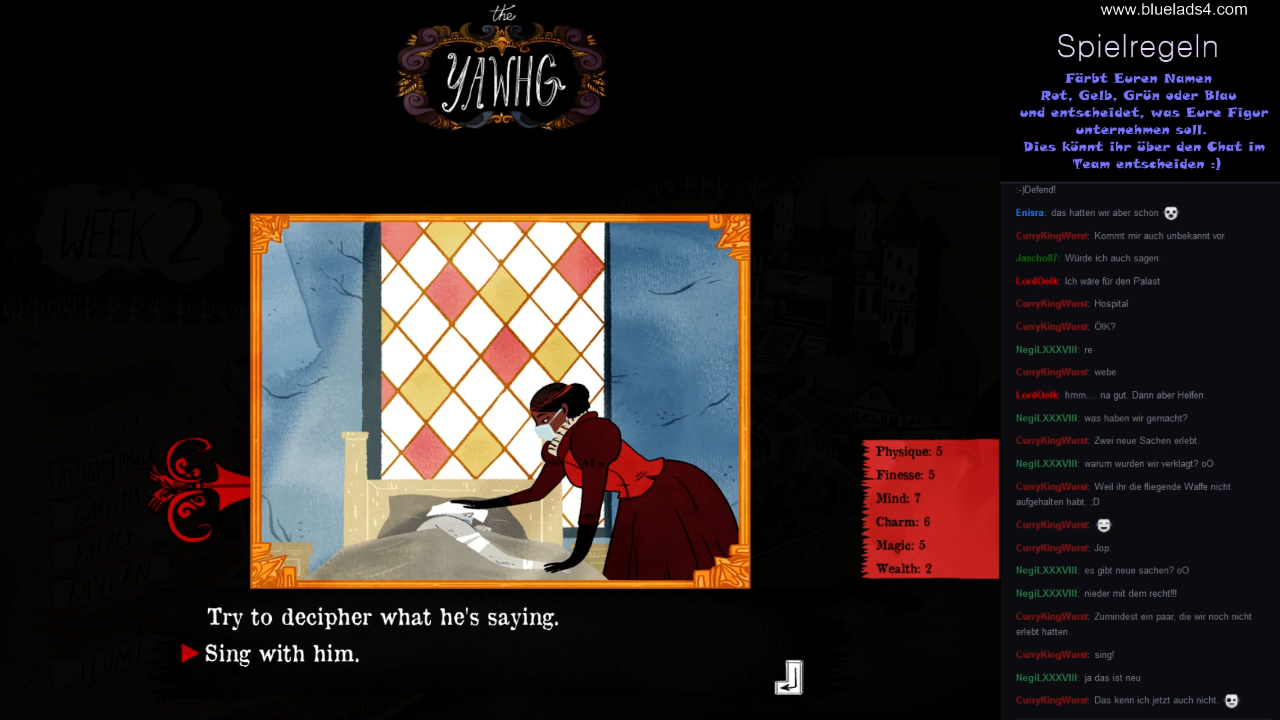 www.bluelads4.com
the
YAWHG
Spielregeln
Färbt Euren Namen
Rot, Gelb, Grün oder Blau
und entscheidet, was Eure Figur
unternehmen soll.
Dies könnt ihr über den Chat im
Team entscheiden :)
WEEK 2
GARDENS
PALACE
TAVERN
SLUMS
Physique: 5
Finesse: 5
Mind: 7
Charm: 6
Magic: 5
Wealth: 2
Try to decipher what he's saying.
Sing with him.
:-)Defend!
Enisra: das hatten wir aber schon
CurryKingWurst: Kommt mir auch unbekannt vor.
Jascholl7: Würde ich auch sagen.
LordOelk: Ich wäre für den Palast
CurryKingWurst: Hospital
CurryKingWurst: ÖlK?
NegiLXXXVIII: re
CurryKingWurst: webe
LordOelk: hmm.... na gut. Dann aber Helfen
NegiLXXXVIII: was haben wir gemacht?
CurryKingWurst: Zwei neue Sachen erlebt.
NegiLXXXVIII: warum wurden wir verklagt? oO
CurryKingWurst: Weil ihr die fliegende Waffe nicht
aufgehalten habt. ;D
CurryKingWurst:
CurryKingWurst: Jop.
NegiLXXXVIII: es gibt neue sachen? oO
NegiLXXXVIII: nieder mit dem recht!!!
CurryKingWurst: Zumindest ein paar, die wir noch nicht
erlebt hatten.
CurryKingWurst: sing!
NegiLXXXVIII: ja das ist neu
CurryKingWurst: Das kenn ich jetzt auch nicht.